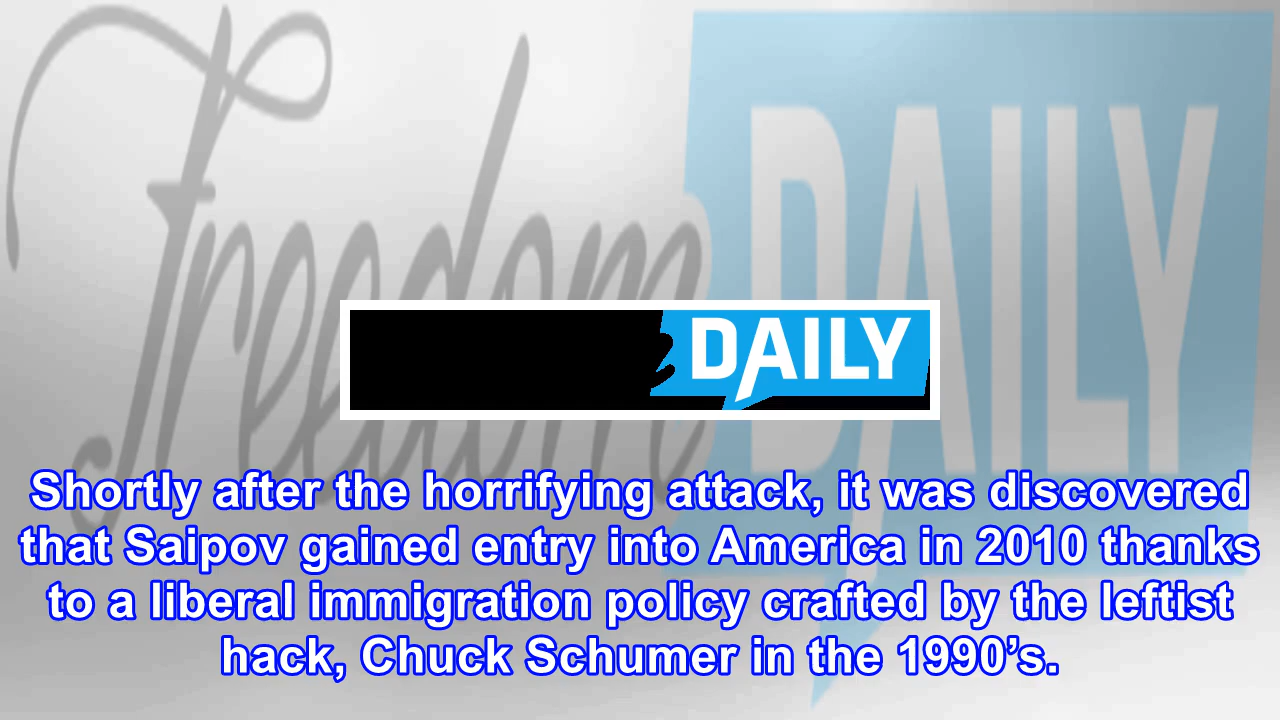 Freedom DAILY
DAILY
Shortly after the horrifying attack, it was discovered
that Saipov gained entry into America in 2010 thanks
to a liberal immigration policy crafted by the leftist
hack, Chuck Schumer in the 1990’s.